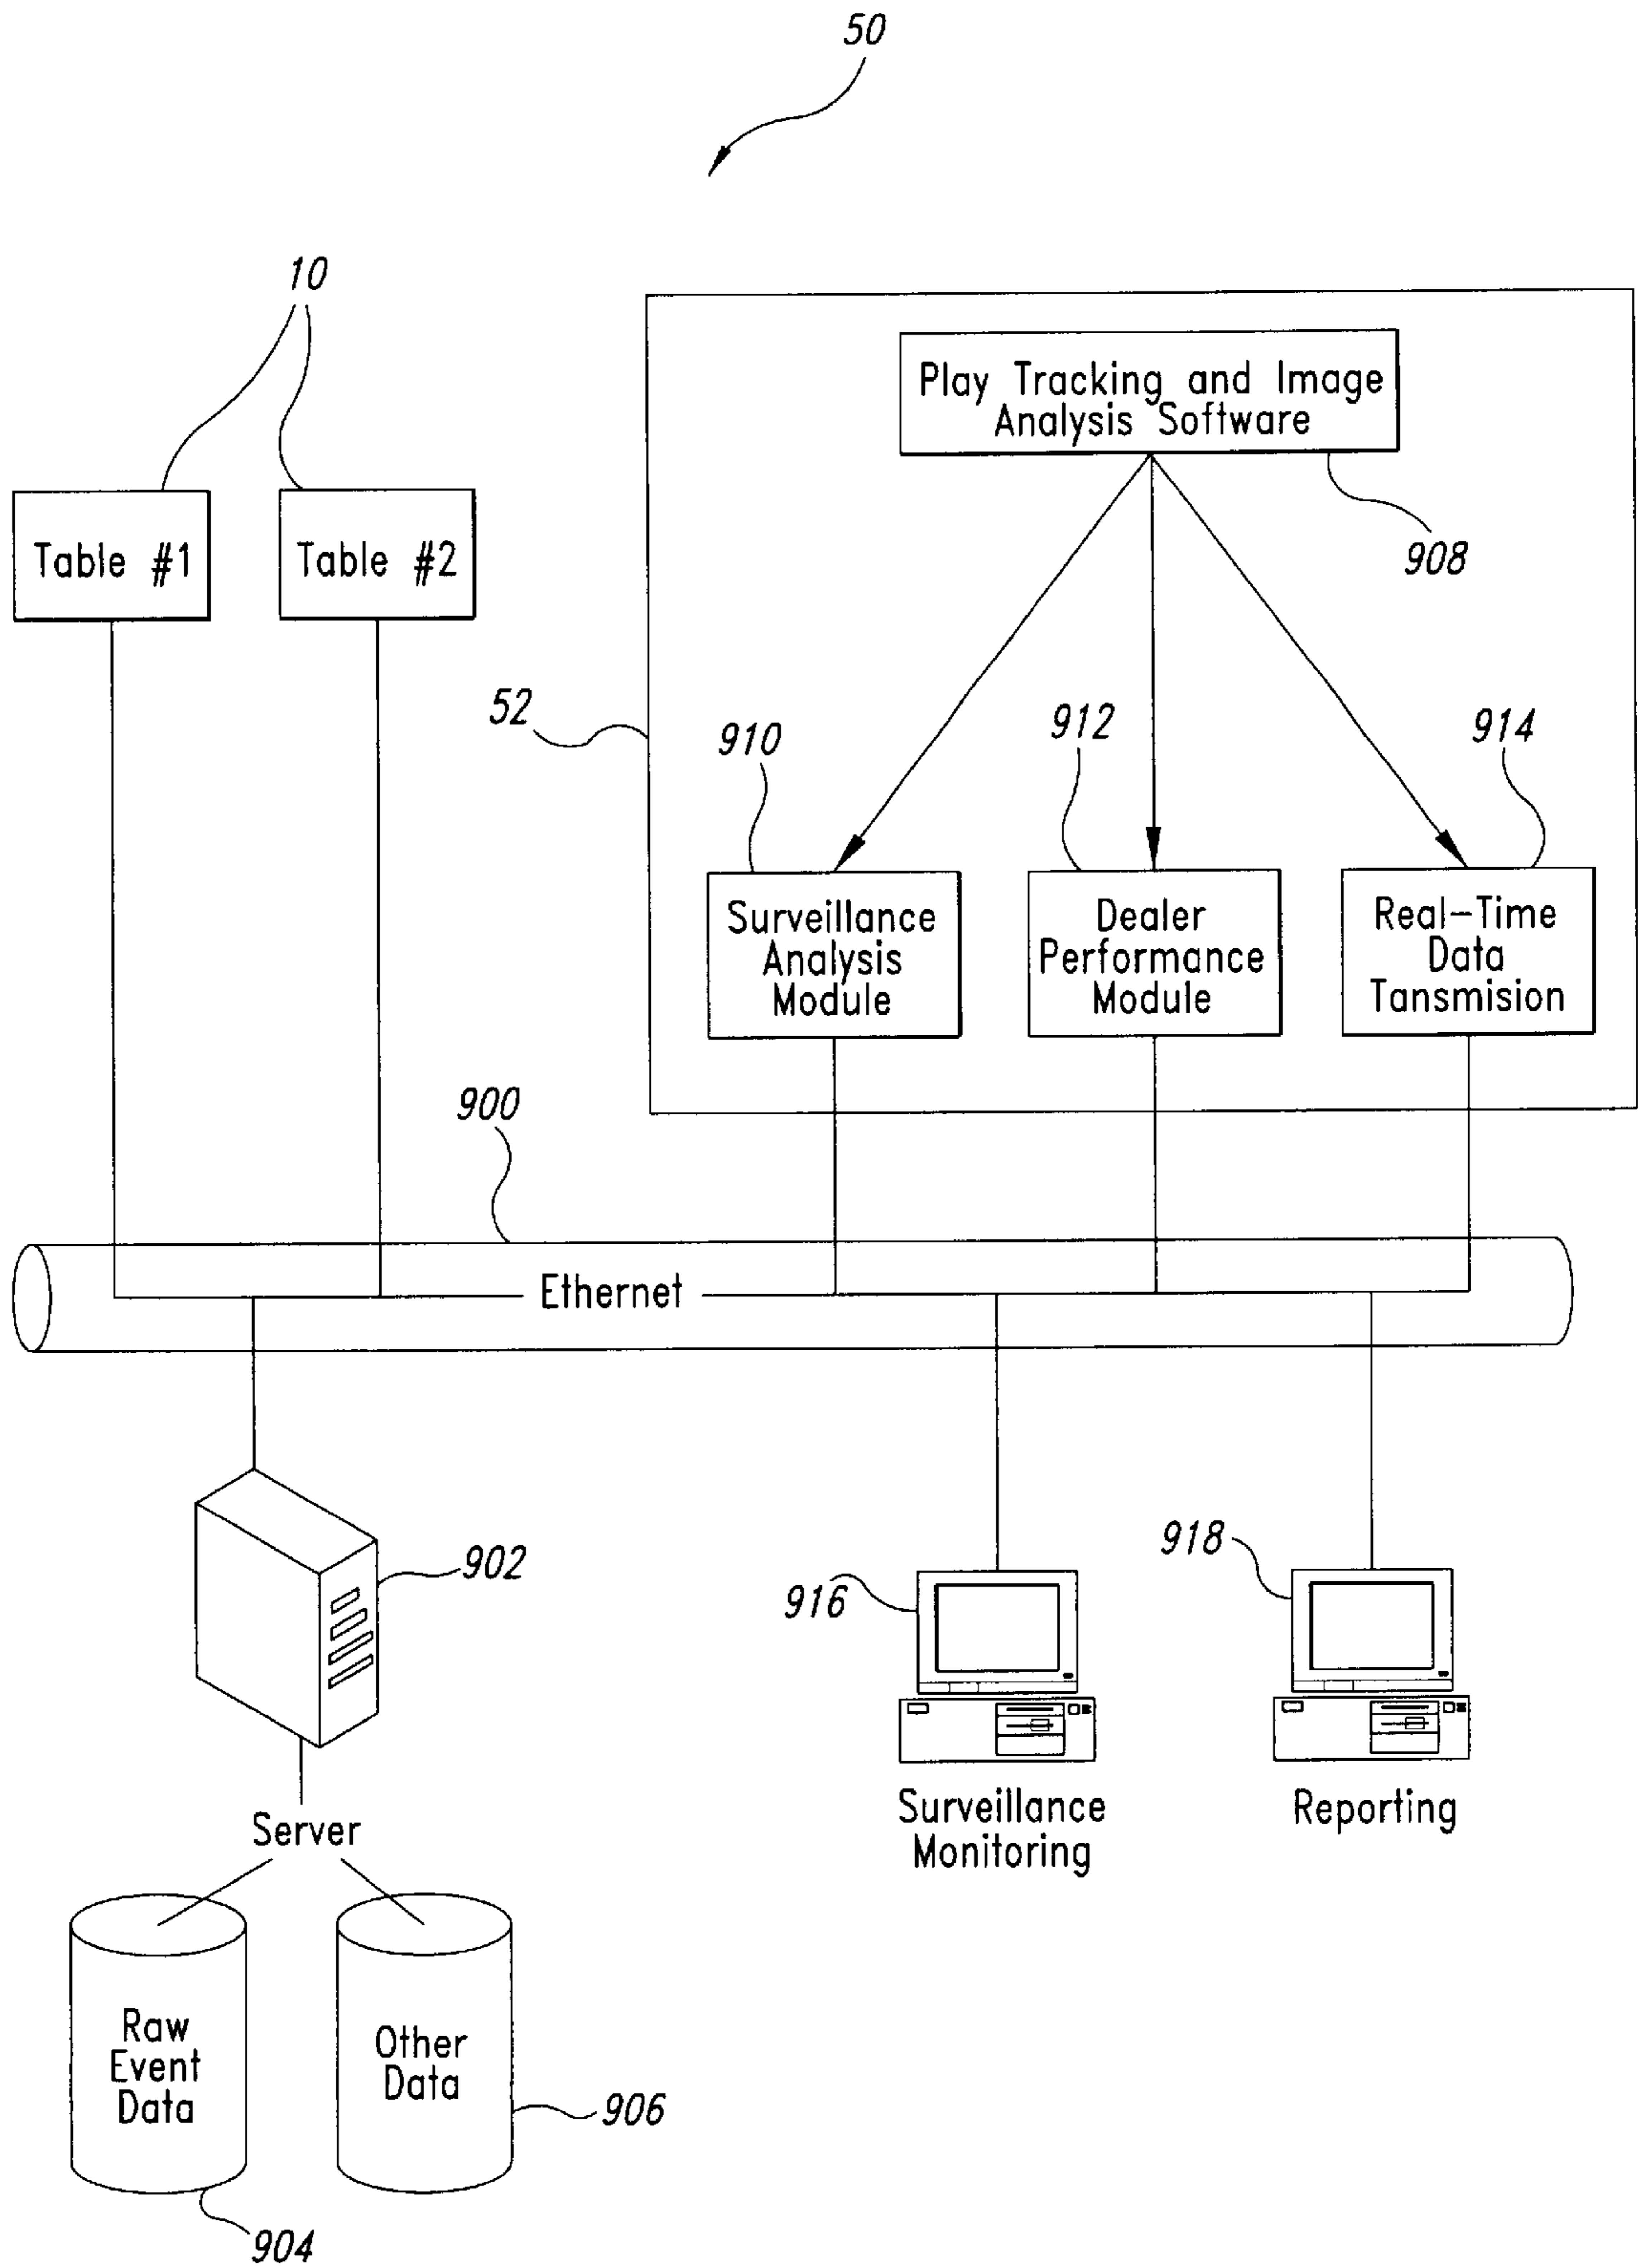 50
10
Play Tracking and Image
Analysis Software
908
Table #1
Table #2
52
910
912
914
Surveillance
Analysis
Module
Dealer
Performance
Module
Real-Time
Data
Tansmision
900
Ethernet
902
916
918
Server
Surveillance
Monitoring
Reporting
Raw
Event
Data
904
Other
Data
906